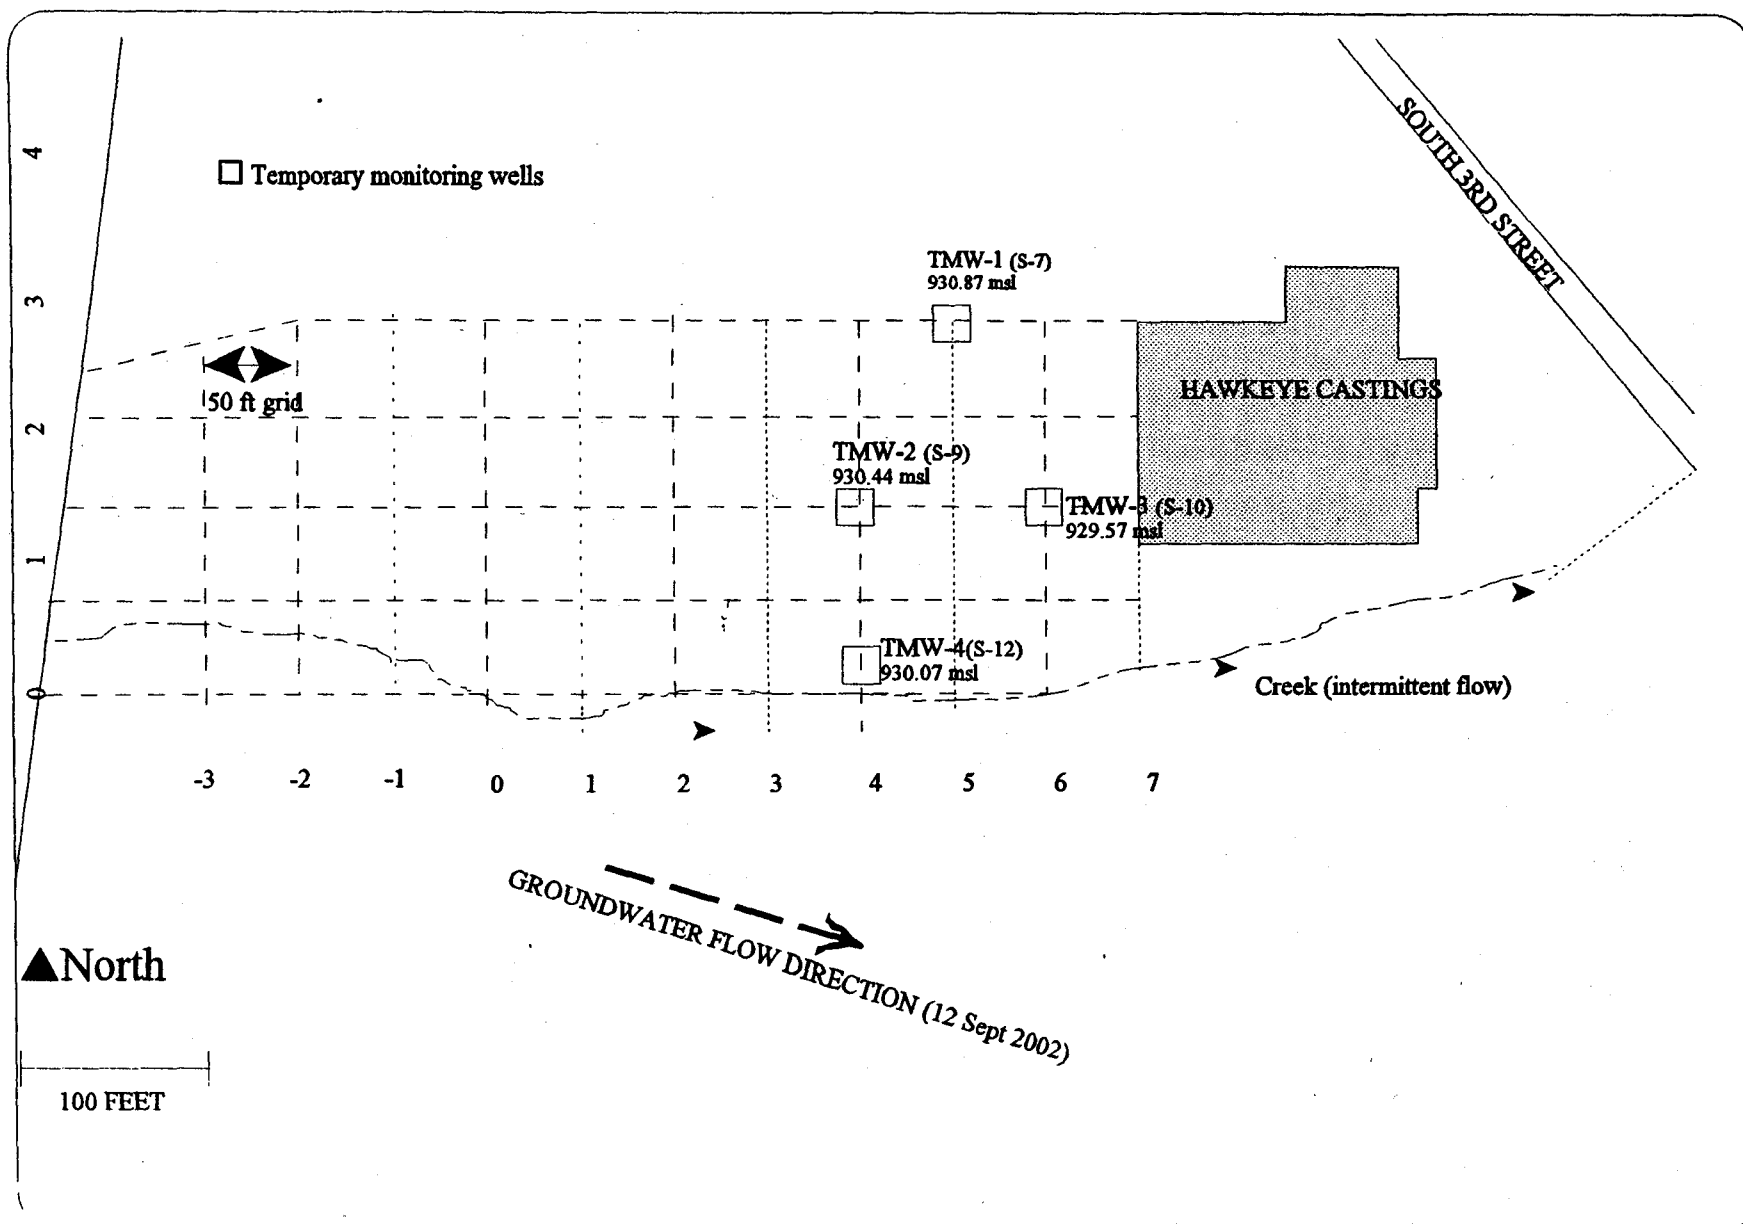 4
SOUTH 3RD STREET
Temporary monitoring wells
TMW-1 (S-7)
930.87 msl
3
50 ft grid
HAWKEYE CASTINGS
2
TMW-2 (S-9)
930.44 msl
TMW-3 (S-10)
929.57 msl
1
TMW-4(S-12)
930.07 msl
0
Creek (intermittent flow)
-3 -2 -1 0 1 2 3 4 5 6 7
GROUNDWATER FLOW DIRECTION (12 Sept 2002)
North
100 FEET